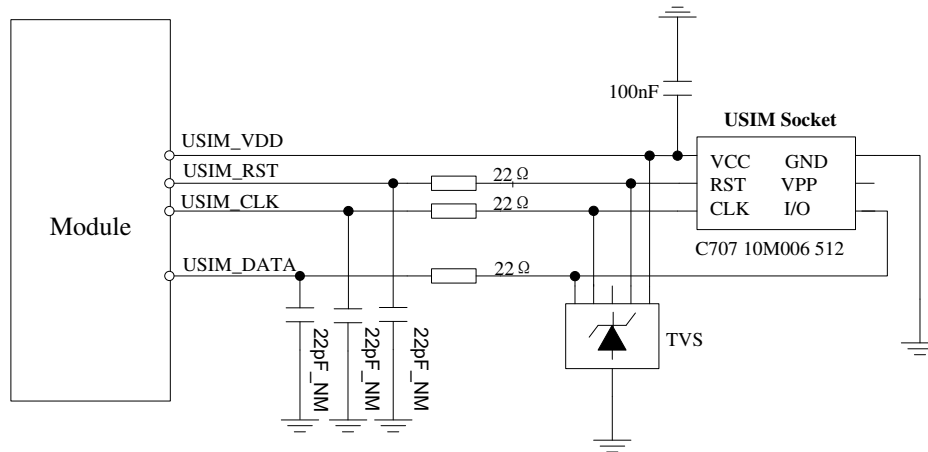 100nF
USIM Socket
USIM_VDD
VCC GND
USIM_RST
22Ω
RST VPP
USIM_CLK
22Ω
CLK I/O
Module
C707 10M006 512
USIM_DATA
22Ω
22pF_NM
22pF_NM
22pF_NM
TVS